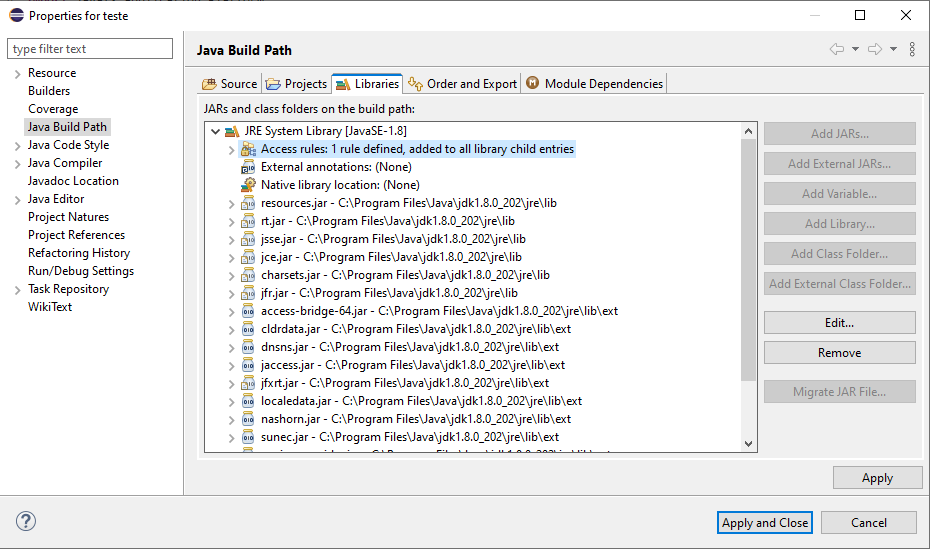 Properties for teste
type filter text
Resource
Builders
Coverage
Java Build Path
Java Code Style
Java Compiler
Javadoc Location
Java Editor
Project Natures
Project References
Refactoring History
Run/Debug Settings
Task Repository
WikiText
Java Build Path
Source Projects Libraries Order and Export Module Dependencies
JARs and class folders on the build path:
JRE System Library [JavaSE-1.8]
Access rules: 1 rule defined, added to all library child entries
External annotations: (None)
Native library location: (None)
resources.jar - C:\Program Files\Java\jdk1.8.0_202\jre\lib
rt.jar - C:\Program Files\Java\jdk1.8.0_202\jre\lib
jsse.jar - C:\Program Files\Java\jdk1.8.0_202\jre\lib
jce.jar - C:\Program Files\Java\jdk1.8.0_202\jre\lib
charsets.jar - C:\Program Files\Java\jdk1.8.0_202\jre\lib
jfr.jar - C:\Program Files\Java\jdk1.8.0_202\jre\lib
access-bridge-64.jar - C:\Program Files\Java\jdk1.8.0_202\jre\lib\ext
cldrdata.jar - C:\Program Files\Java\jdk1.8.0_202\jre\lib\ext
dnsns.jar - C:\Program Files\Java\jdk1.8.0_202\jre\lib\ext
jaccess.jar - C:\Program Files\Java\jdk1.8.0_202\jre\lib\ext
jfxrt.jar - C:\Program Files\Java\jdk1.8.0_202\jre\lib\ext
localedata.jar - C:\Program Files\Java\jdk1.8.0_202\jre\lib\ext
nashorn.jar - C:\Program Files\Java\jdk1.8.0_202\jre\lib\ext
sunec.jar - C:\Program Files\Java\jdk1.8.0_202\jre\lib\ext
Add JARs...
Add External JARs...
Add Variable...
Add Library...
Add Class Folder...
Add External Class Folder...
Edit...
Remove
Migrate JAR File...
Apply
Apply and Close
Cancel